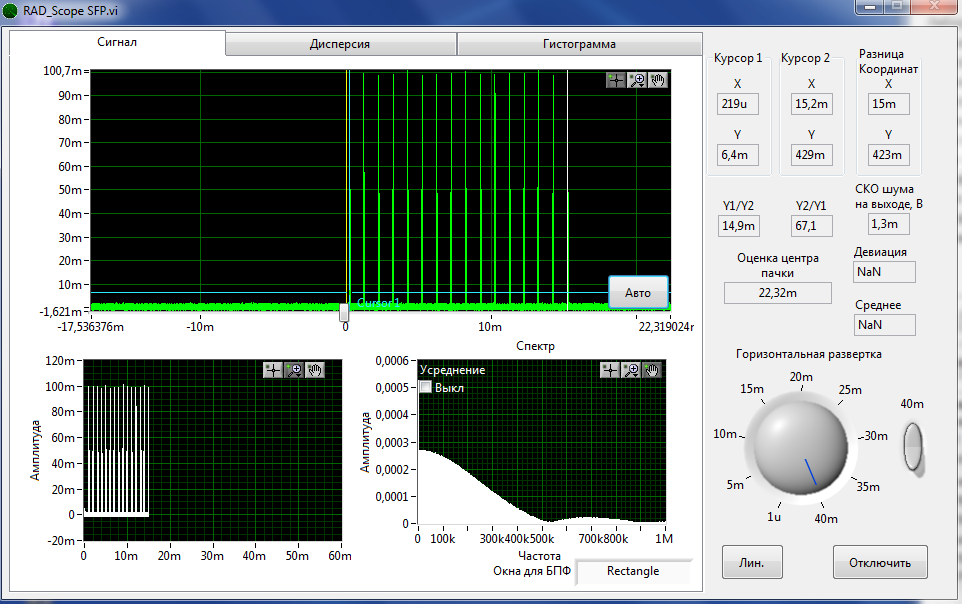 RAD_Scope SFP.vi
Сигнал
Дисперсия
Гистограмма
100,7m
90m
80m
70m
60m
50m
40m
30m
20m
10m
-1,621m
-17,536376m
-10m
0
10m
22,319024m
Cursor 1
Авто
Курсор 1
Курсор 2
Разница
Координат
X
X
X
219u
15,2m
15m
Y
Y
Y
6,4m
429m
423m
Y1/Y2
Y2/Y1
СКО шума
на выходе, В
14,9m
67,1
1,3m
Оценка центра
пачки
22,32m
Девиация
NaN
Среднее
NaN
Горизонтальная развертка
1u
5m
10m
15m
20m
25m
30m
35m
40m
40m
Лин.
Отключить
120m
100m
80m
60m
40m
20m
0
-20m
Амплитуда
0
10m
20m
30m
40m
50m
60m
Спектр
Усреднение
Выкл
0,0006
0,0005
0,0004
0,0003
0,0002
0,0001
0
Амплитуда
0
100k
300k
400k
500k
700k
800k
1M
Частота
Окна для БПФ
Rectangle